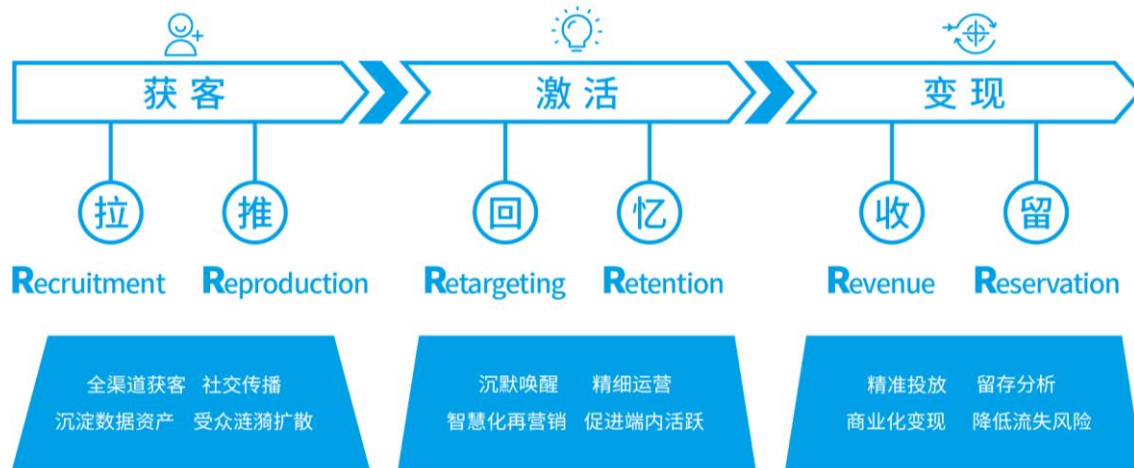 获客 激活 变现
拉 推 回 忆 收 留
Recruitment Reproduction Retargeting Retention Revenue Reservation
全渠道获客 社交传播 沉默唤醒 精细运营 精准投放 留存分析
沉淀数据资产 受众涟漪扩散 智慧化再营销 促进端内活跃 商业化变现 降低流失风险